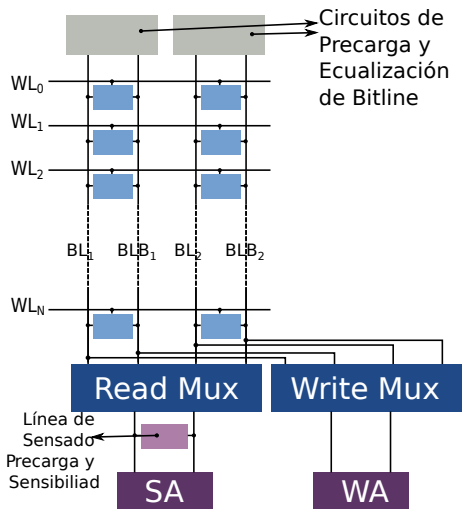 Circuitos de
Precarga y
Ecualización
de Bitline
WL0
WL1
WL2
BL1 BLB1 BL2 BLB2
WLN
Read Mux Write Mux
Línea de
Sensado
Precarga y
Sensibiliad
SA WA